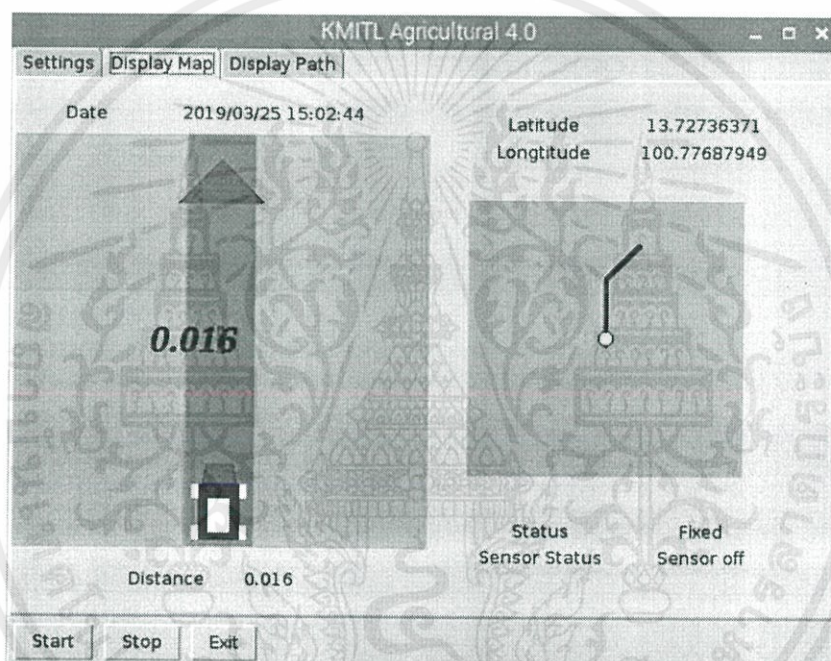 KMITL Agricultural 4.0
Settings Display Map Display Path
Date 2019/03/25 15:02:44
Latitude 13.72736371
Longtitude 100.77687949
0.016
Status Fixed
Sensor Status Sensor off
Distance 0.016
Start Stop Exit